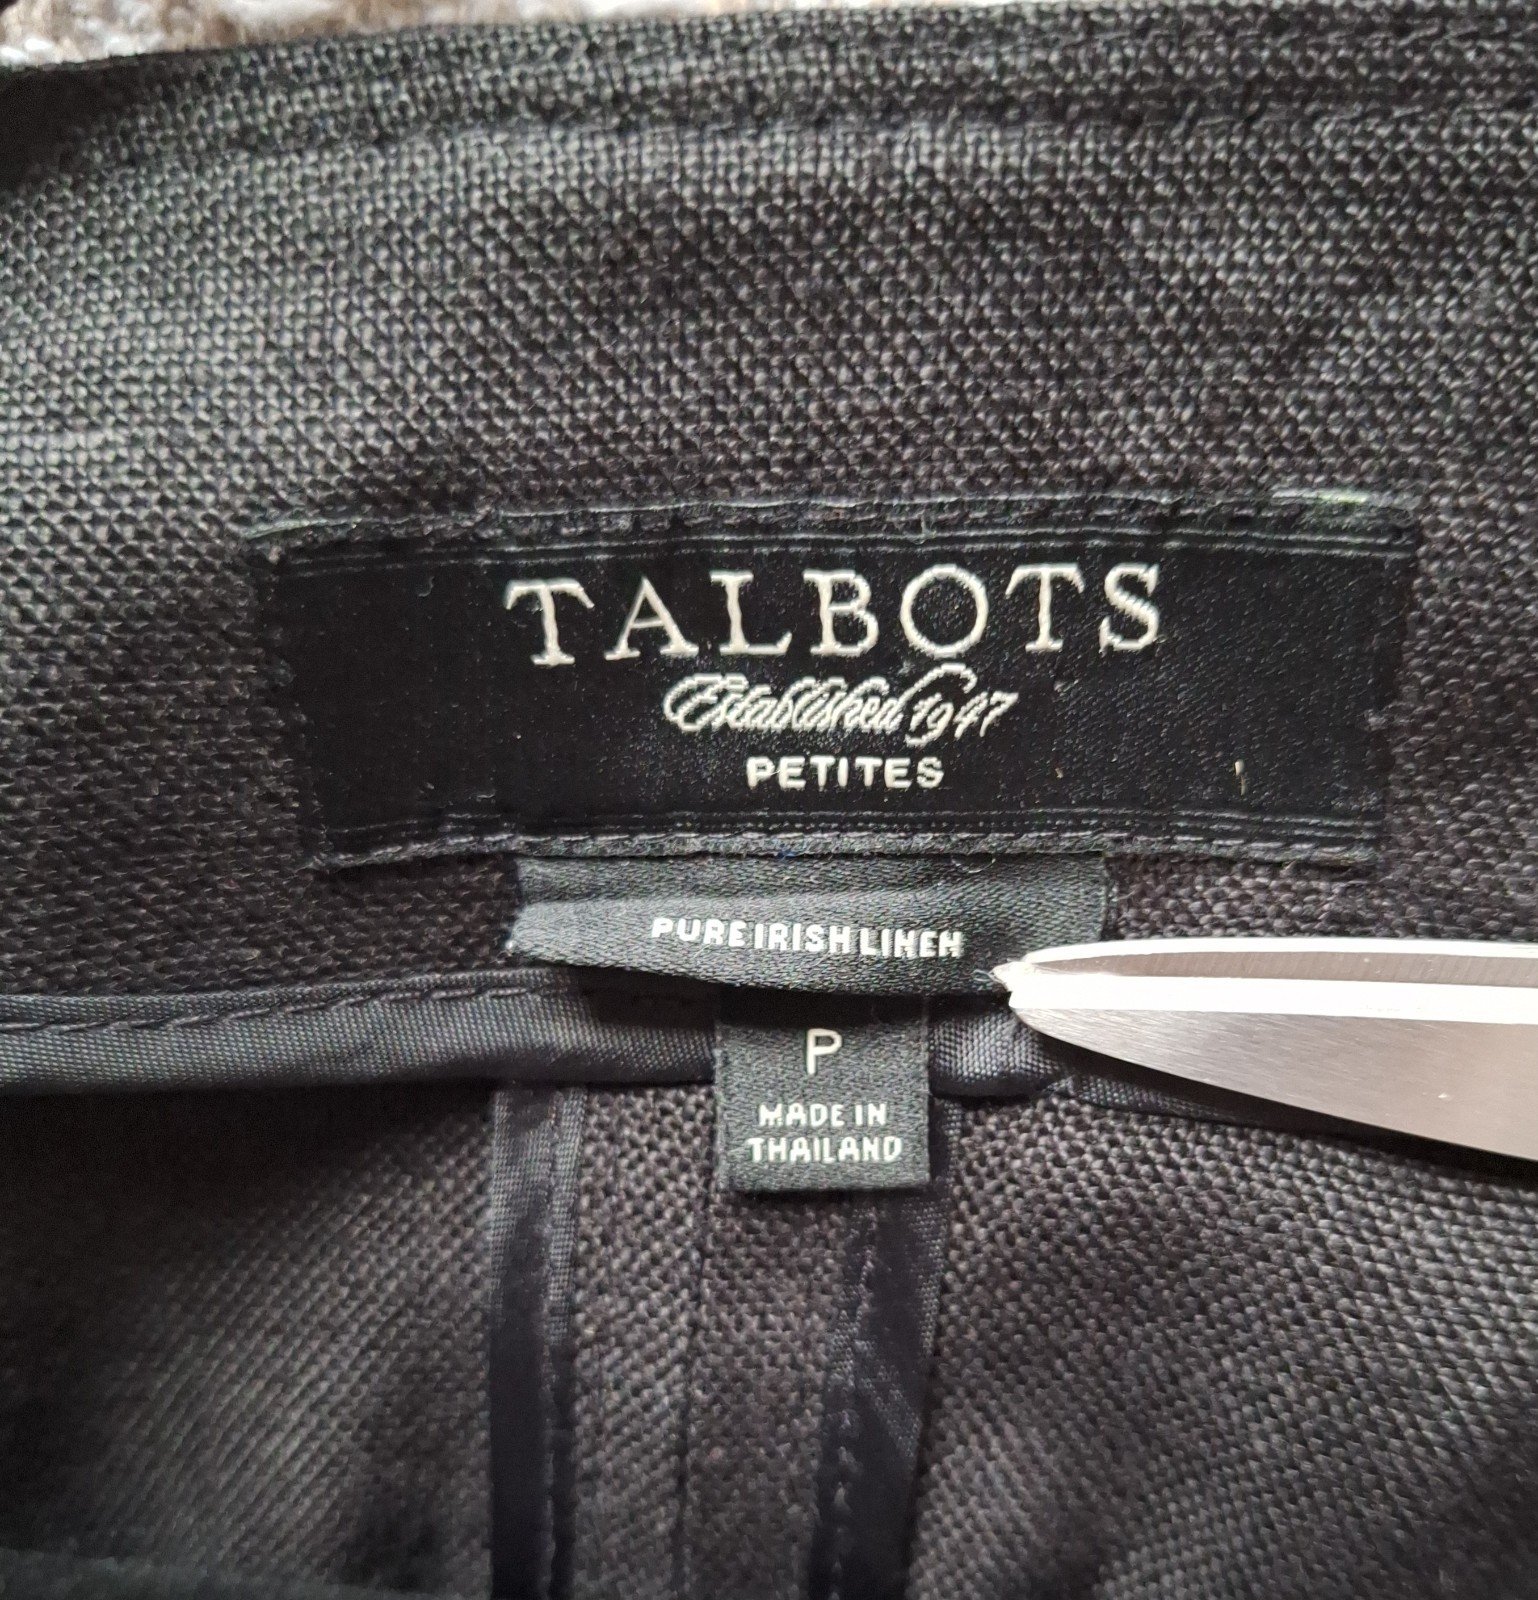 TALBOTS
Established 1947
PETITES
PURE IRISH LINEN
P
MADE IN
THAILAND